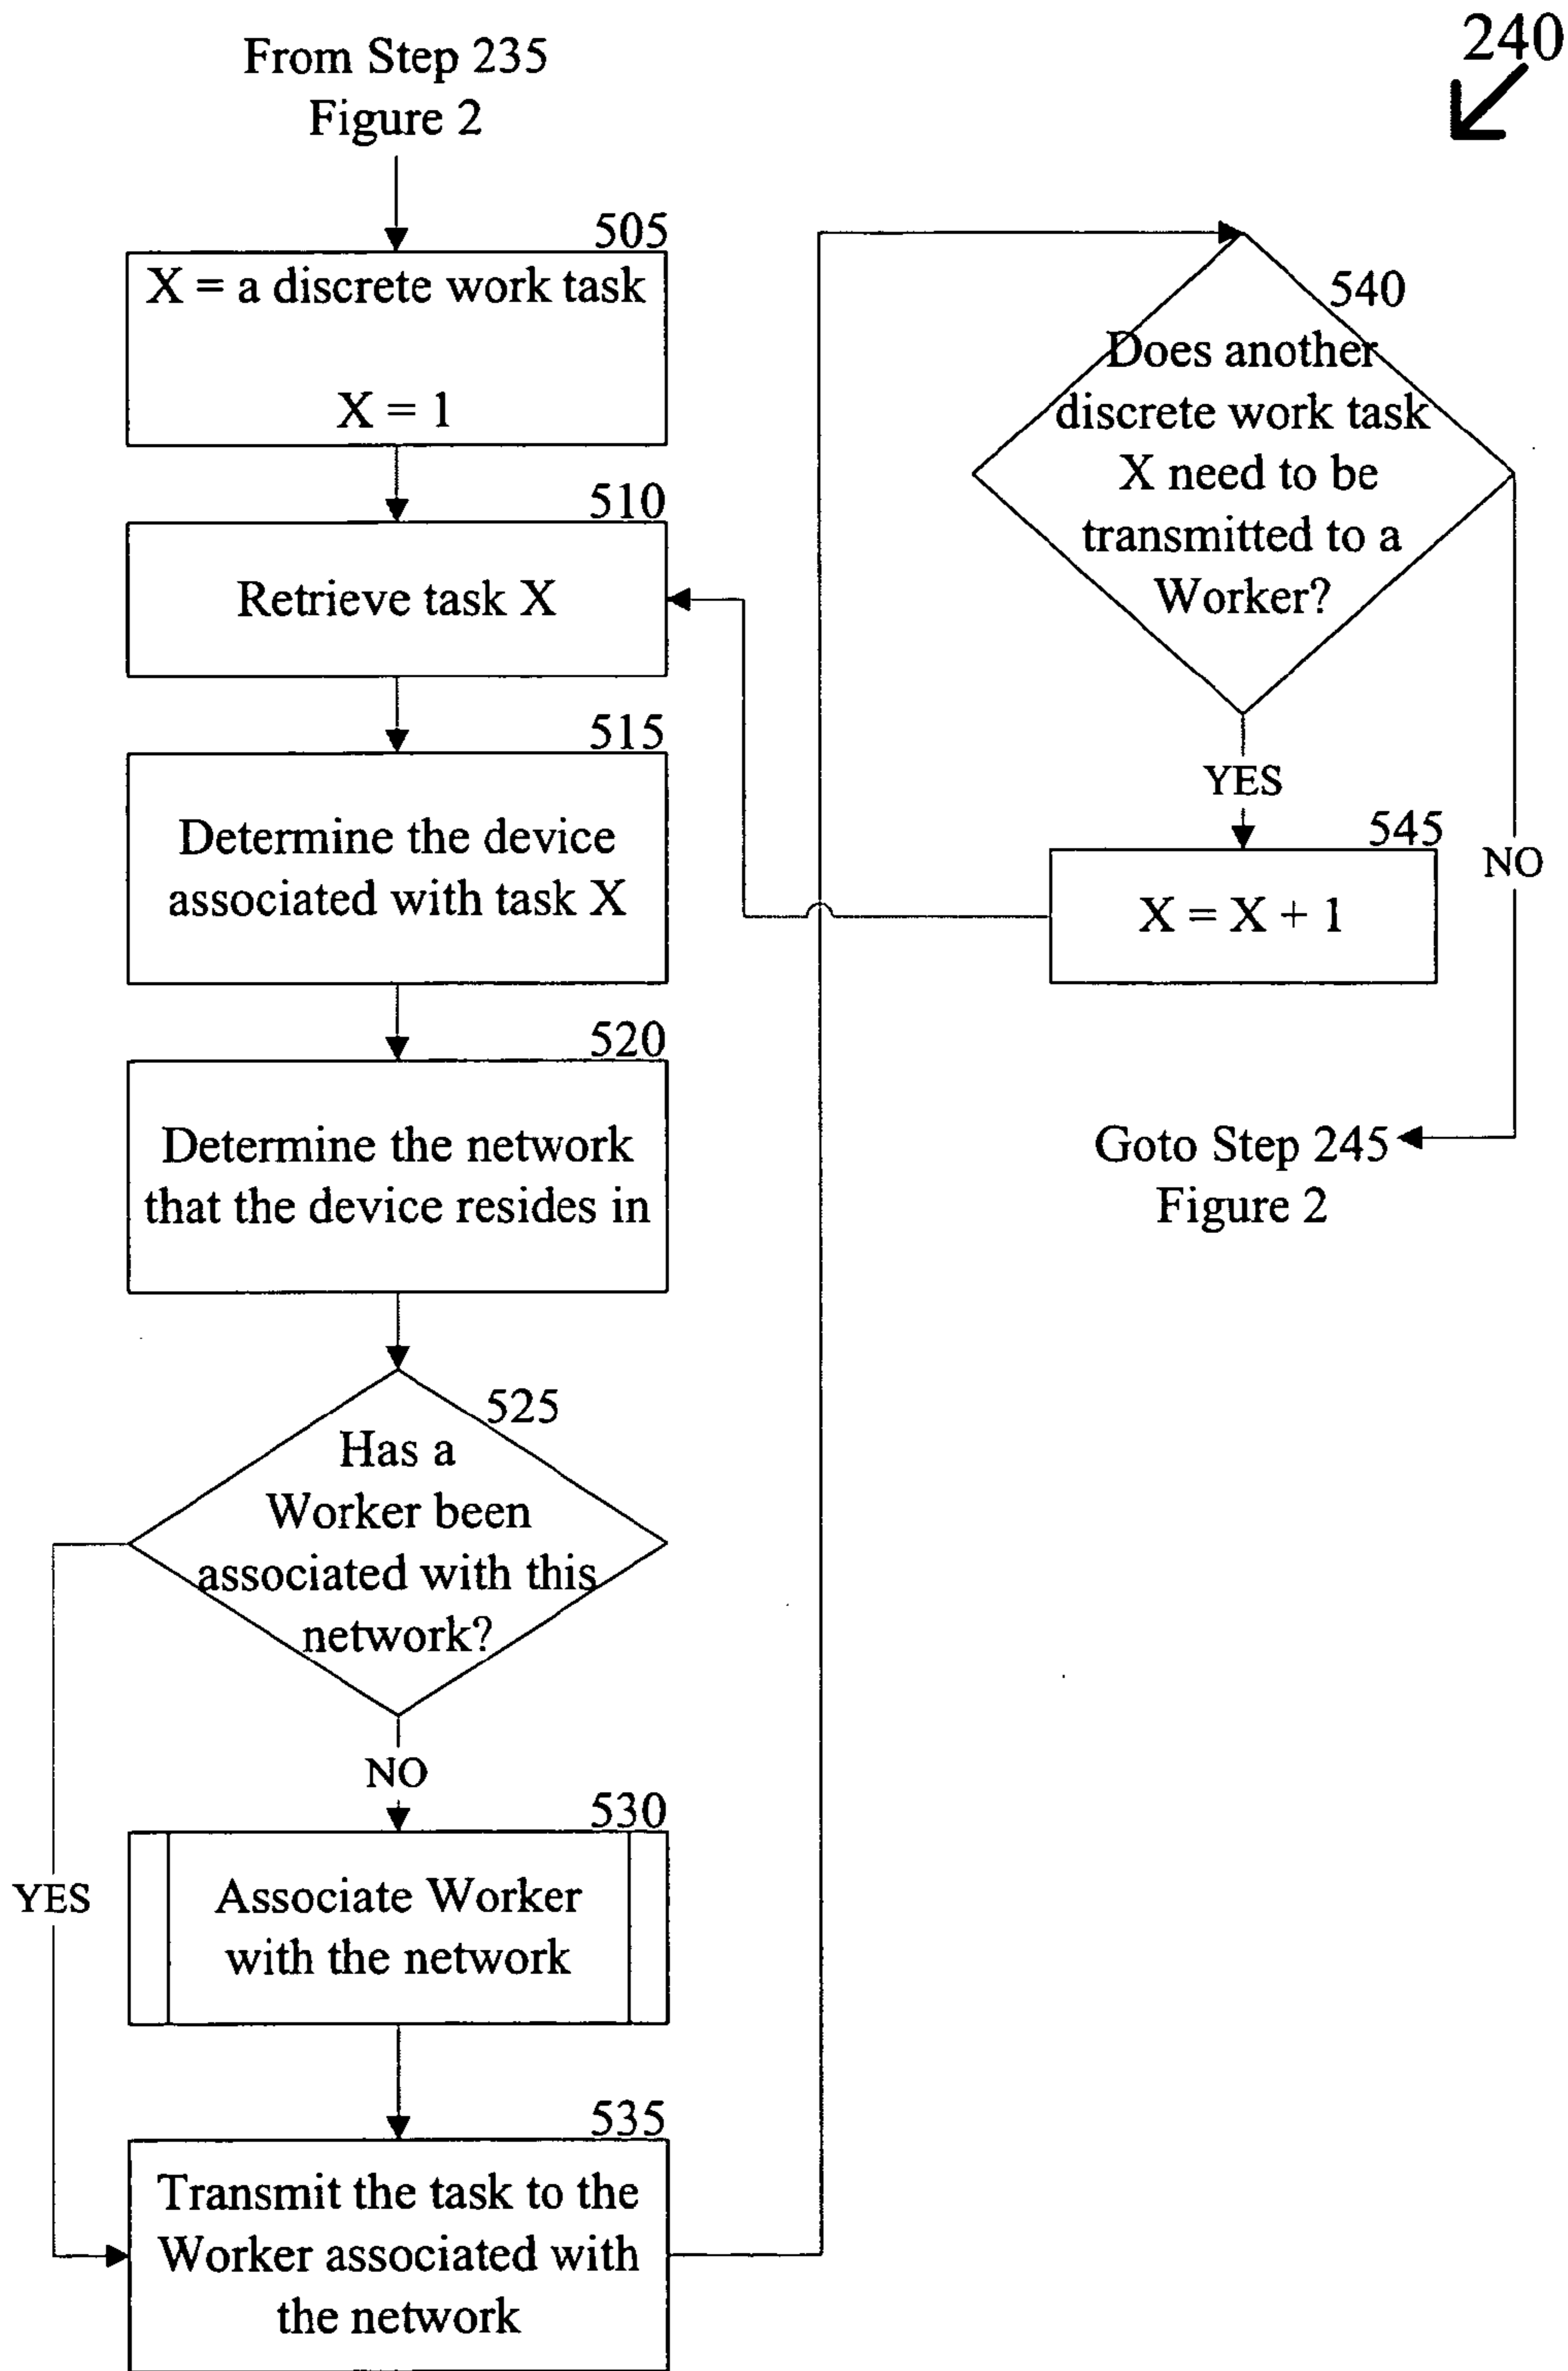 240
From Step 235
Figure 2
505
X = a discrete work task
X = 1
510
Retrieve task X
515
Determine the device
associated with task X
520
Determine the network
that the device resides in
525
Has a
Worker been
associated with this
network?
NO
YES
530
Associate Worker
with the network
535
Transmit the task to the
Worker associated with
the network
540
Does another
discrete work task
X need to be
transmitted to a
Worker?
YES
NO
545
X = X + 1
Goto Step 245
Figure 2